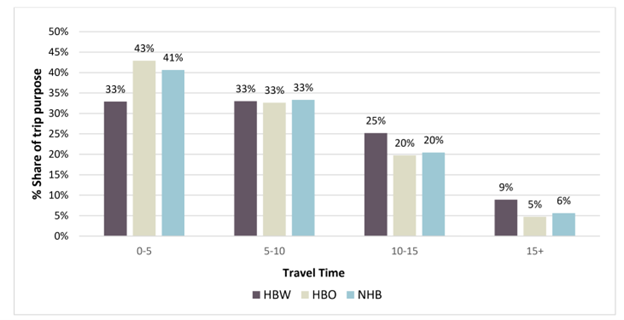 50%
45%
40%
35%
30%
25%
20%
15%
10%
5%
0%
% Share of trip purpose
33% 43% 41%
33% 33% 33%
25% 20% 20%
9% 5% 6%
0-5 5-10 10-15 15+
Travel Time
HBW HBO NHB